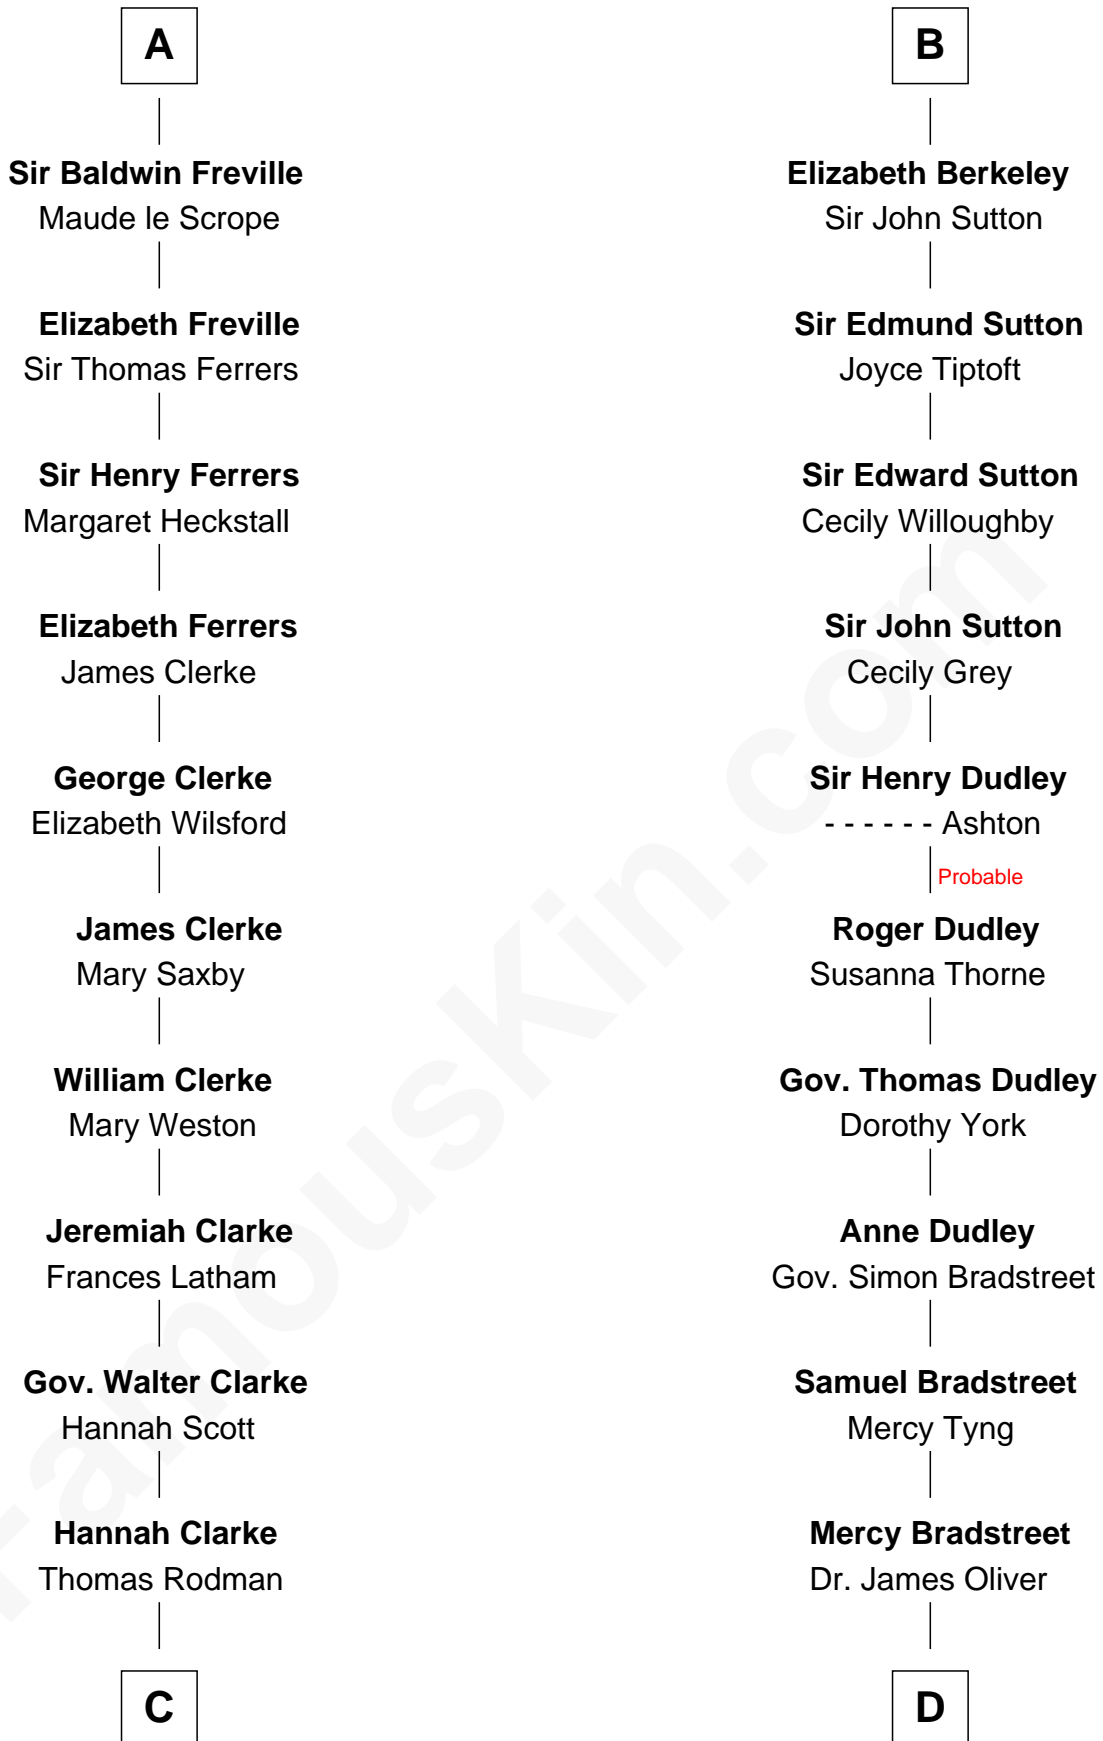 A
Sir Baldwin Freville
Maude le Scrope
Elizabeth Freville
Sir Thomas Ferrers
Sir Henry Ferrers
Margaret Heckstall
Elizabeth Ferrers
James Clerke
George Clerke
Elizabeth Wilsford
James Clerke
Mary Saxby
William Clerke
Mary Weston
Jeremiah Clarke
Frances Latham
Gov. Walter Clarke
Hannah Scott
Hannah Clarke
Thomas Rodman
C
B
Elizabeth Berkeley
Sir John Sutton
Sir Edmund Sutton
Joyce Tiptoft
Sir Edward Sutton
Cecily Willoughby
Sir John Sutton
Cecily Grey
Sir Henry Dudley
- - - - - - Ashton
Probable
Roger Dudley
Susanna Thorne
Gov. Thomas Dudley
Dorothy York
Anne Dudley
Gov. Simon Bradstreet
Samuel Bradstreet
Mercy Tyng
Mercy Bradstreet
Dr. James Oliver
D
FamousKin.com